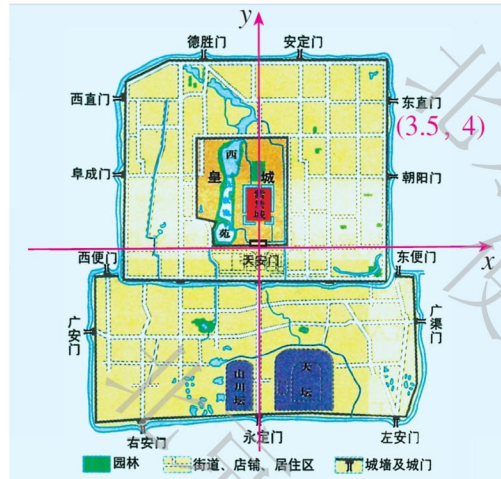 y
德胜门 安定门
西直门 东直门
(3.5, 4)
西
阜成门 皇 城 朝阳门
紫禁城
苑
天安门
西便门 东便门
x
广安门 广渠门
山川坛 天坛
右安门 永定门 左安门
园林 街道、店铺、居住区 城墙及城门